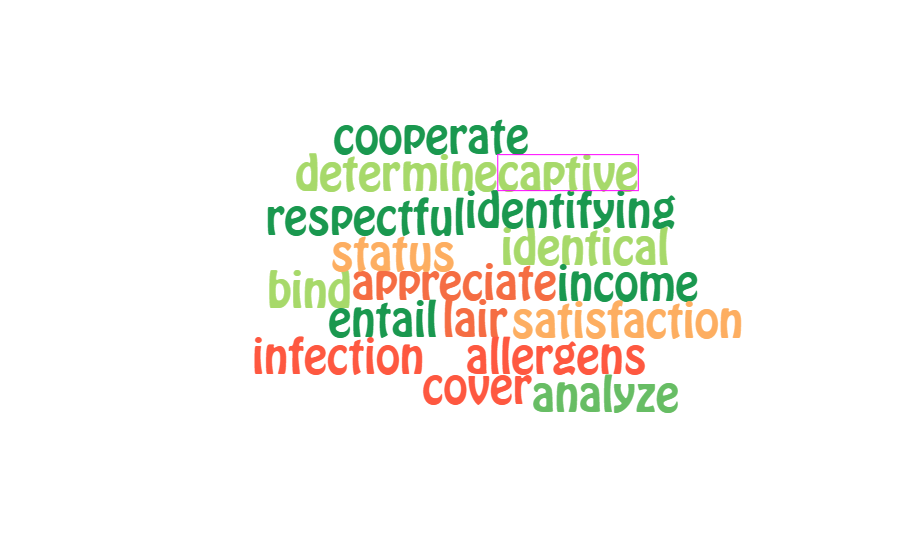 cooperate
determine captive
respectful identifying
status identical
bind appreciate income
entail lair satisfaction
infection allergens
cover analyze